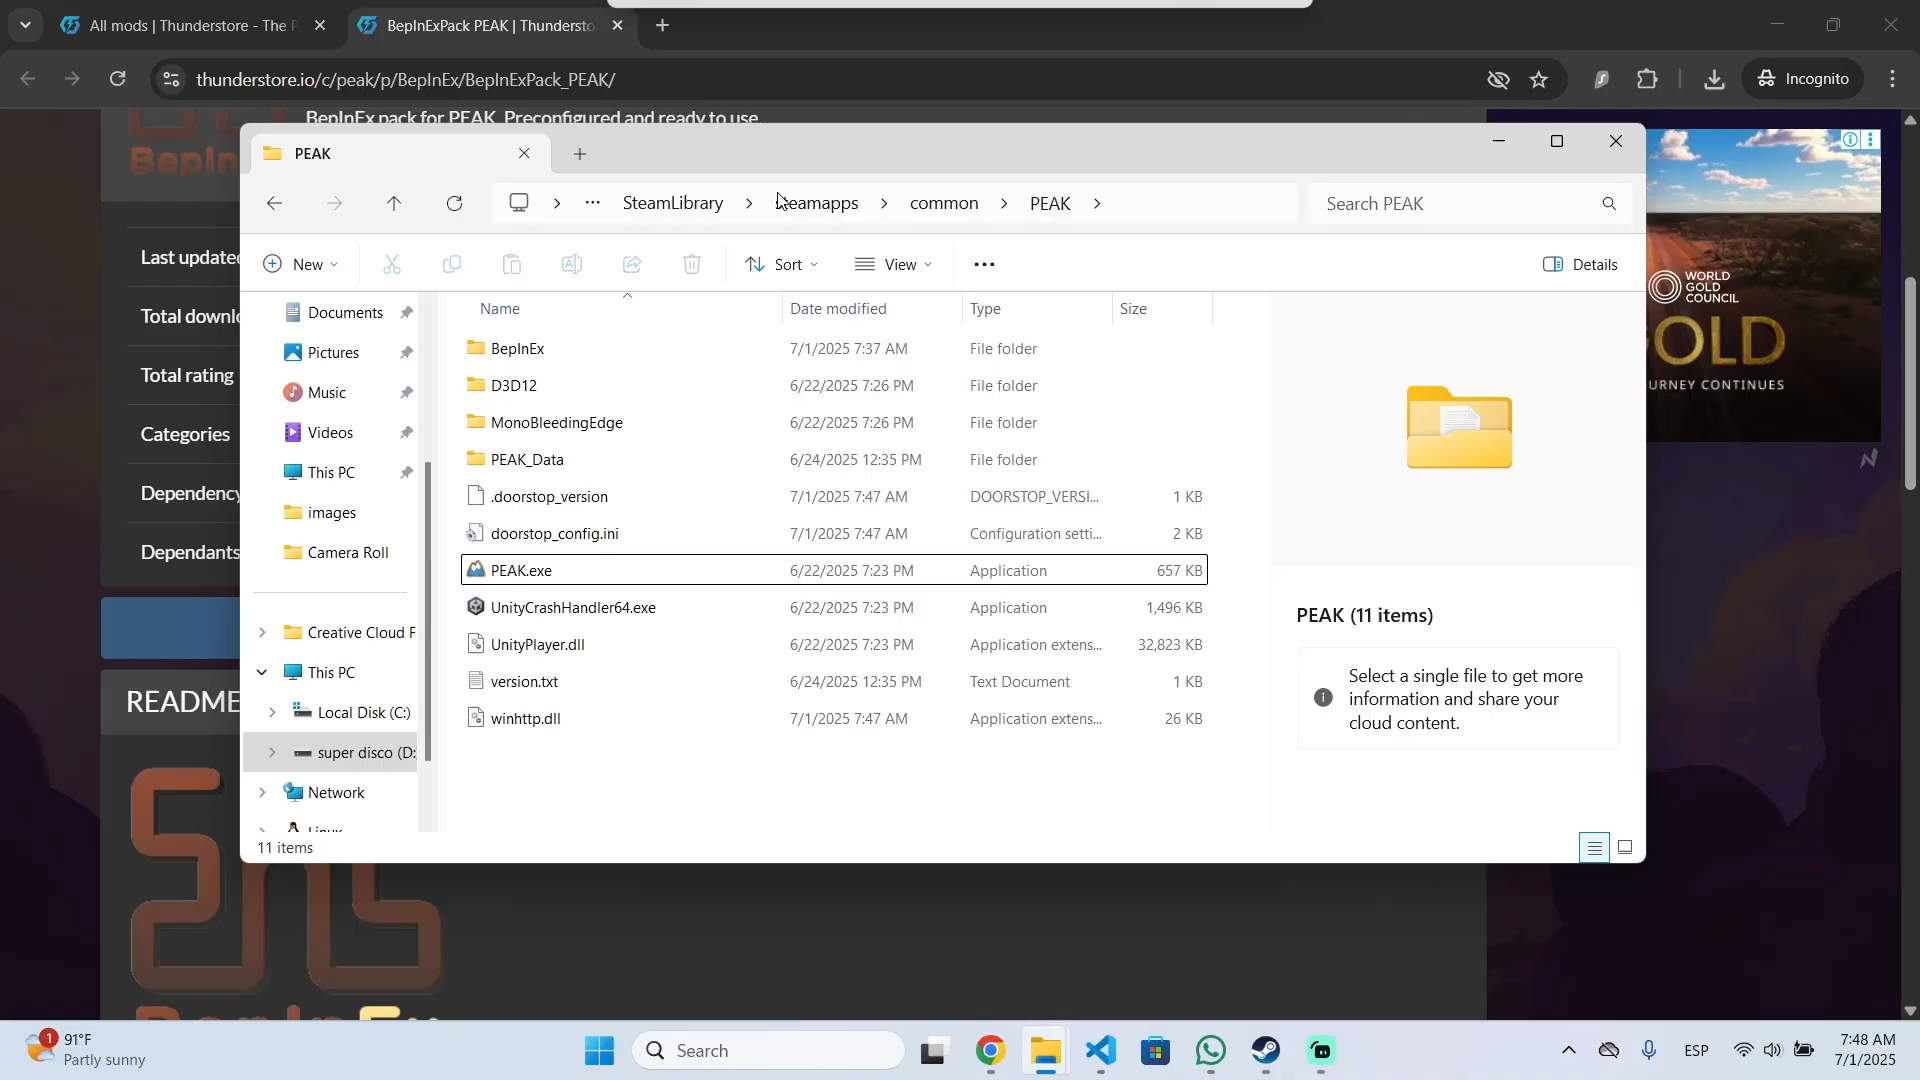 All mods | Thunderstore - The P
BepInExPack PEAK | Thundersto
thunderstore.io/c/peak/p/BepInEx/BepInExPack_PEAK/
Incognito
BepInEx pack for PEAK. Preconfigured and ready to use.
PEAK
SteamLibrary
steamapps
common
PEAK
Search PEAK
New
Sort
View
Details
Documents
Pictures
Music
Videos
This PC
images
Camera Roll
Creative Cloud F
This PC
Local Disk (C:)
super disco (D:
Network
Linux
Name Date modified Type Size
BepInEx 7/1/2025 7:37 AM File folder
D3D12 6/22/2025 7:26 PM File folder
MonoBleedingEdge 6/22/2025 7:26 PM File folder
PEAK_Data 6/24/2025 12:35 PM File folder
.doorstop_version 7/1/2025 7:47 AM DOORSTOP_VERSI... 1 KB
doorstop_config.ini 7/1/2025 7:47 AM Configuration setti... 2 KB
PEAK.exe 6/22/2025 7:23 PM Application 657 KB
UnityCrashHandler64.exe 6/22/2025 7:23 PM Application 1,496 KB
UnityPlayer.dll 6/22/2025 7:23 PM Application extens... 32,823 KB
version.txt 6/24/2025 12:35 PM Text Document 1 KB
winhttp.dll 7/1/2025 7:47 AM Application extens... 26 KB
PEAK (11 items)
Select a single file to get more
information and share your
cloud content.
11 items
BepIn
Last updated
Total downlo
Total rating
Categories
Dependency
Dependants
README
WORLD
GOLD
COUNCIL
GOLD
URNEY CONTINUES
1
91°F
Partly sunny
Search
ESP
7:48 AM
7/1/2025